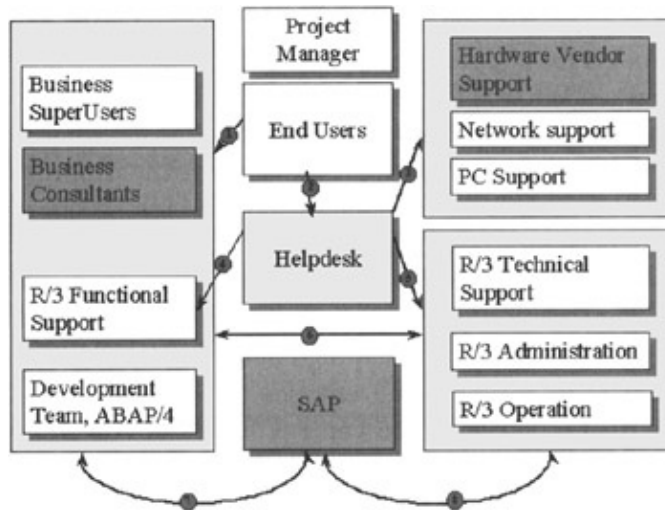 Project
Manager
Business
SuperUsers
Business
Consultants
R/3 Functional
Support
Development
Team, ABAP/4
End Users
Helpdesk
SAP
Hardware Vendor
Support
Network support
PC Support
R/3 Technical
Support
R/3 Administration
R/3 Operation